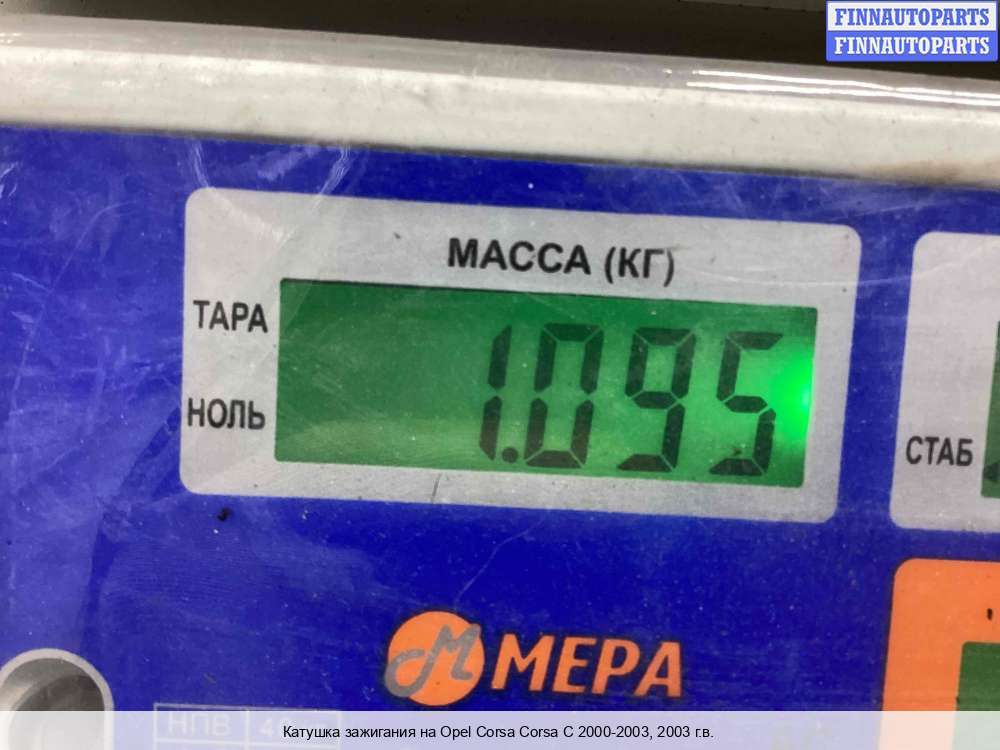 FINNAUTOPARTS
FINNAUTOPARTS
МАССА (КГ)
ТАРА
1.095
НОЛЬ
СТАБ
МЕРА
НПВ
Катушка зажигания на Opel Corsa Corsa C 2000-2003, 2003 г.в.